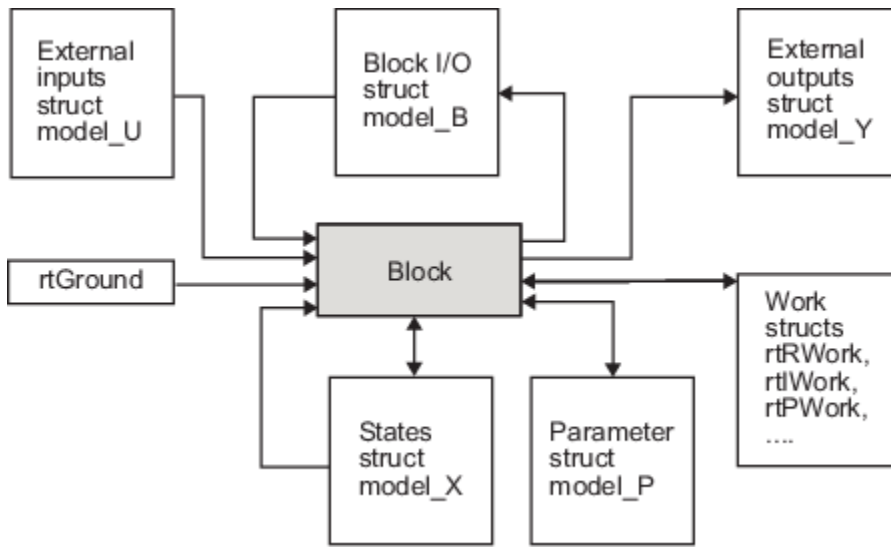 External
inputs
struct
model_U
Block I/O
struct
model_B
External
outputs
struct
model_Y
rtGround
Block
Work
structs
rtRWork,
rtIWork,
rtPWork,
....
States
struct
model_X
Parameter
struct
model_P